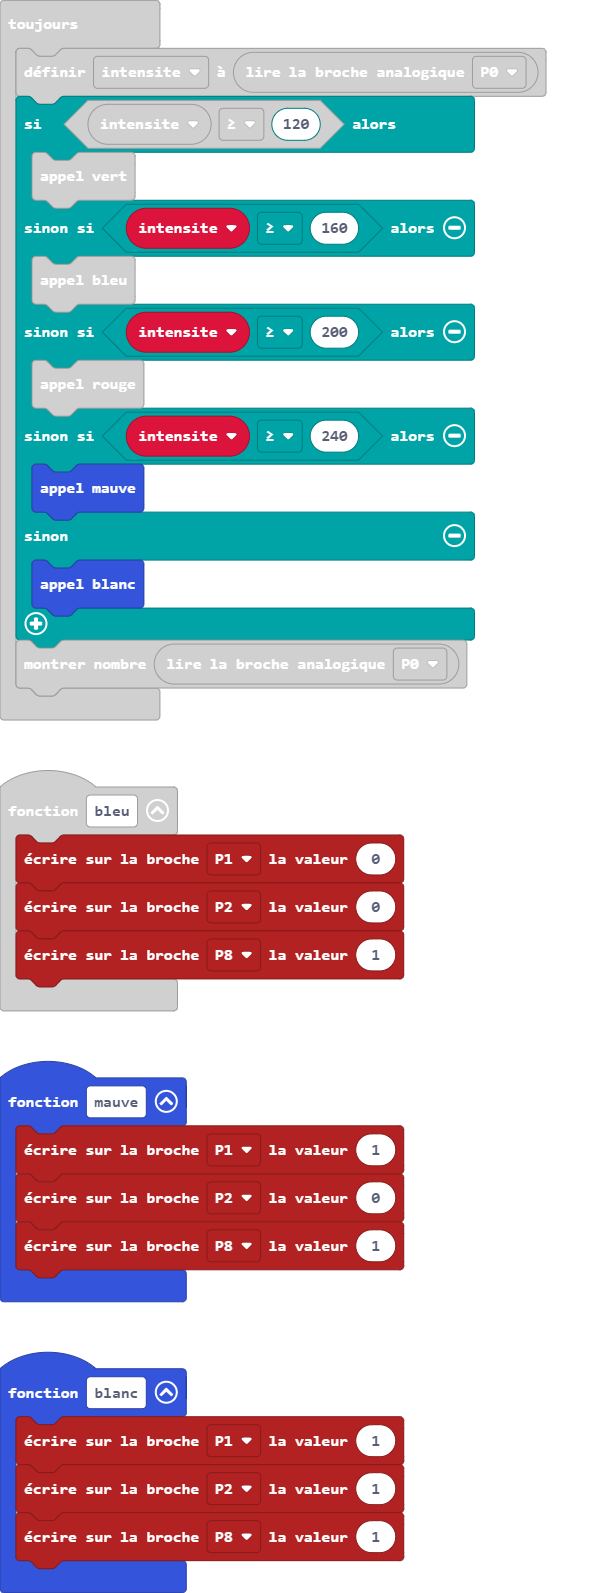 toujours
définir intensite à lire la broche analogique P0
si intensite ≥ 120 alors
appel vert
sinon si intensite ≥ 160 alors
appel bleu
sinon si intensite ≥ 200 alors
appel rouge
sinon si intensite ≥ 240 alors
appel mauve
sinon
appel blanc
montrer nombre lire la broche analogique P0
fonction bleu
écrire sur la broche P1 la valeur 0
écrire sur la broche P2 la valeur 0
écrire sur la broche P8 la valeur 1
fonction mauve
écrire sur la broche P1 la valeur 1
écrire sur la broche P2 la valeur 0
écrire sur la broche P8 la valeur 1
fonction blanc
écrire sur la broche P1 la valeur 1
écrire sur la broche P2 la valeur 1
écrire sur la broche P8 la valeur 1